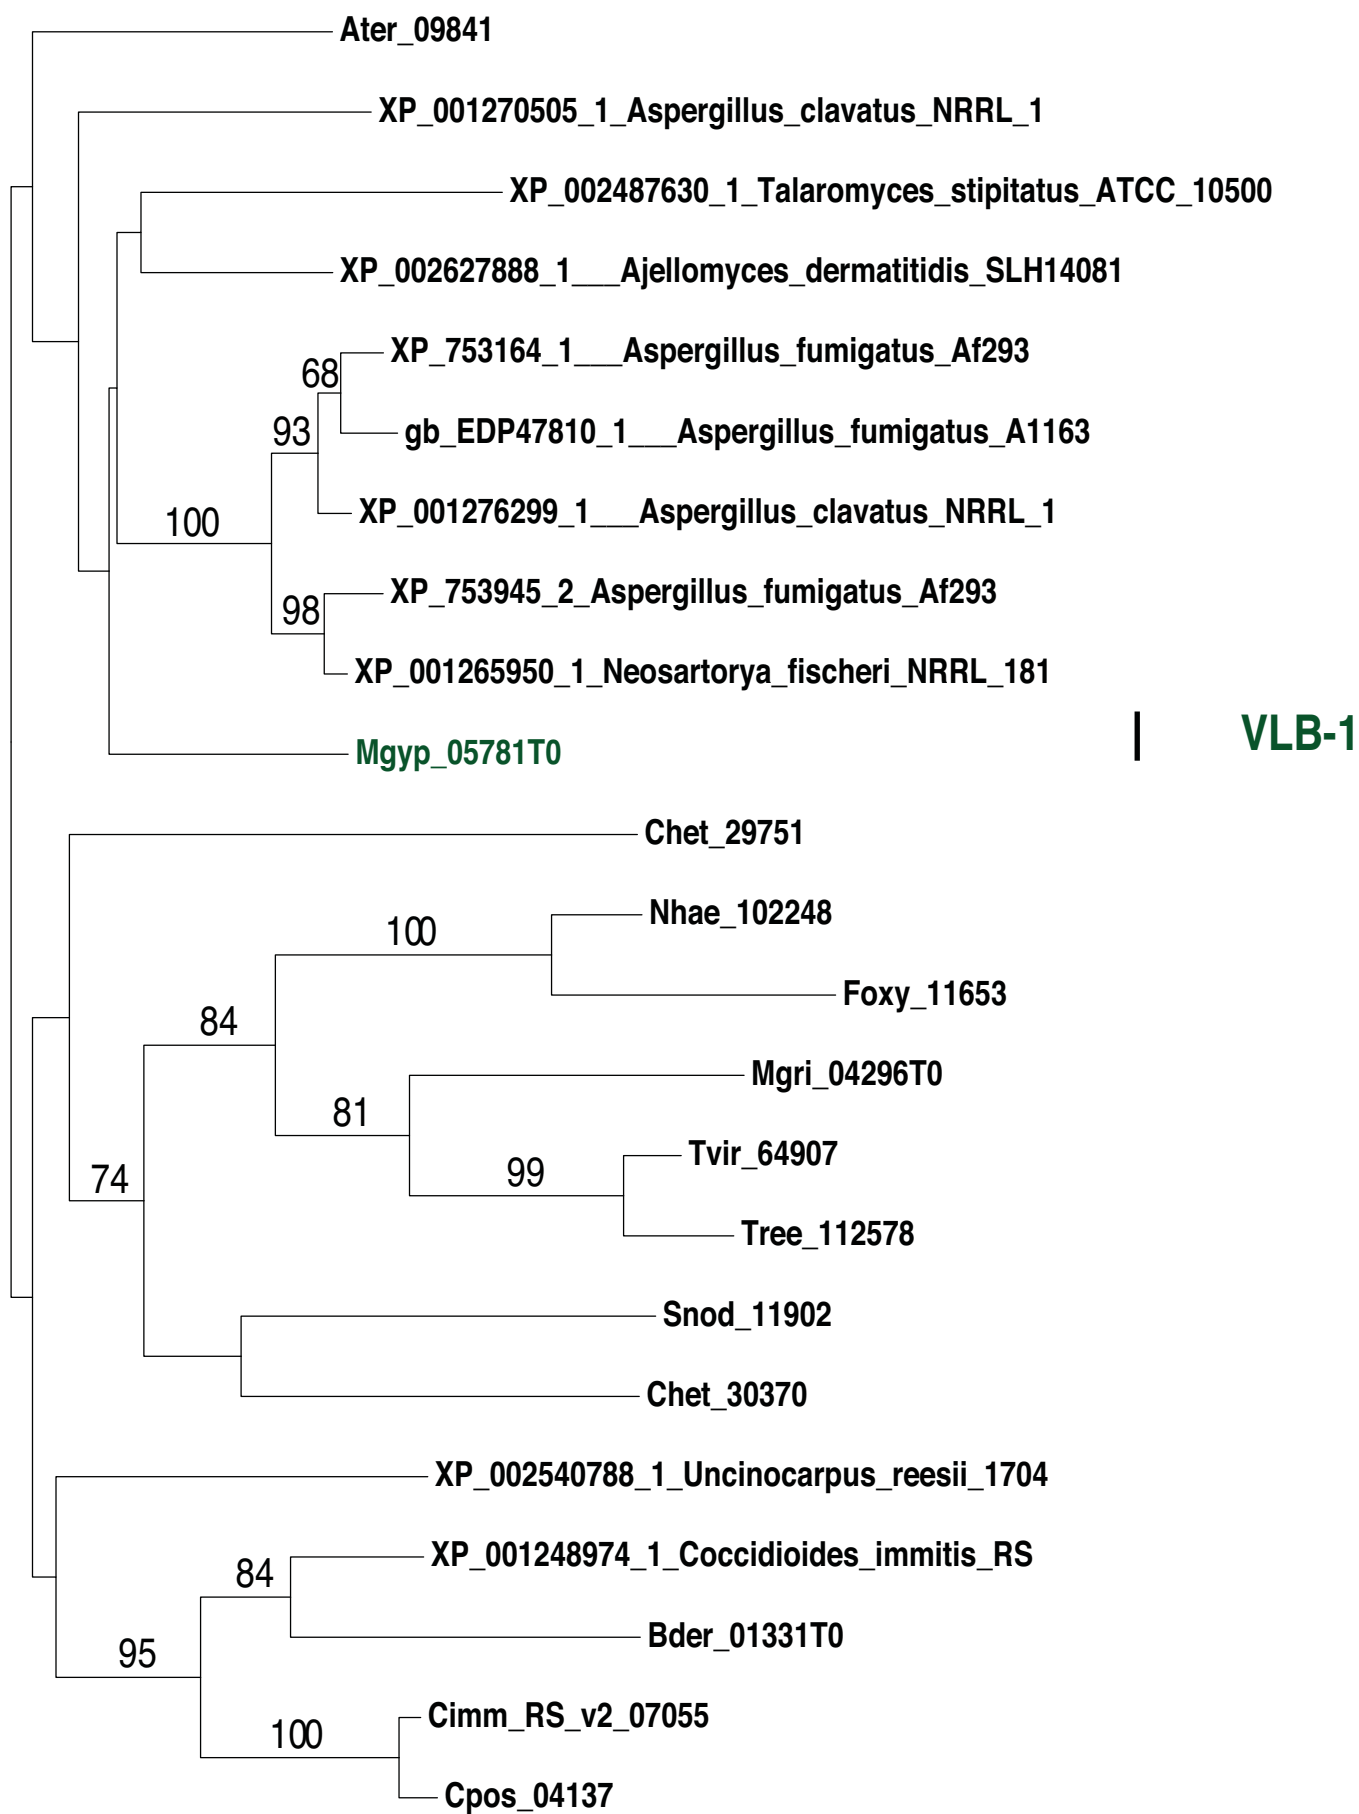 Ater_09841
XP_001270505_1_Aspergillus_clavatus_NRRL_1
XP_002487630_1_Talaromyces_stipitatus_ATCC_10500
XP_002627888_1___Ajellomyces_dermatitidis_SLH14081
XP_753164_1___Aspergillus_fumigatus_Af293
68
93 gb_EDP47810_1___Aspergillus_fumigatus_A1163
XP_001276299_1___Aspergillus_clavatus_NRRL_1
100
XP_753945_2_Aspergillus_fumigatus_Af293
98
XP_001265950_1_Neosartorya_fischeri_NRRL_181
VLB-1
Mgyp_05781T0
Chet_29751
Nhae_102248
100
Foxy_11653
84
Mgri_04296T0
81
Tvir_64907
99
74
Tree_112578
Snod_11902
Chet_30370
XP_002540788_1_Uncinocarpus_reesii_1704
XP_001248974_1_Coccidioides_immitis_RS
84
Bder_01331T0
95
Cimm_RS_v2_07055
100
Cpos_04137